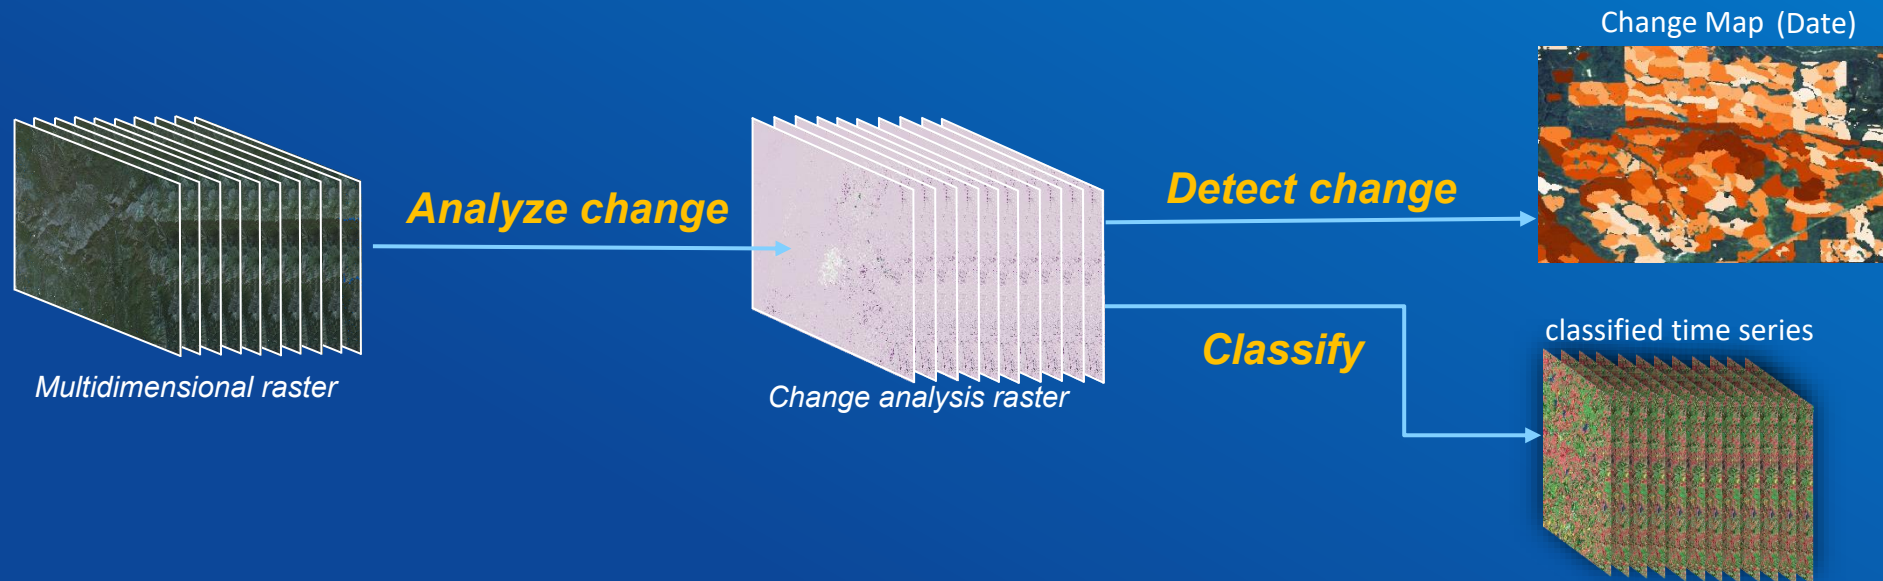 Change Map (Date)
Analyze change
Detect change
Multidimensional raster
Change analysis raster
Classify
classified time series